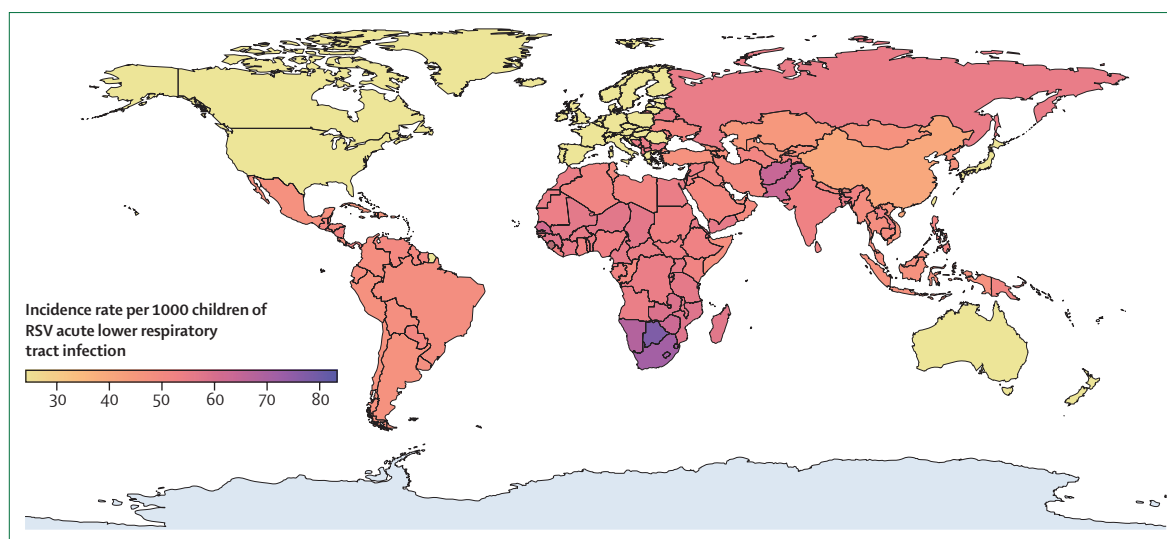 Incidence rate per 1000 children of
RSV acute lower respiratory
tract infection
30 40 50 60 70 80